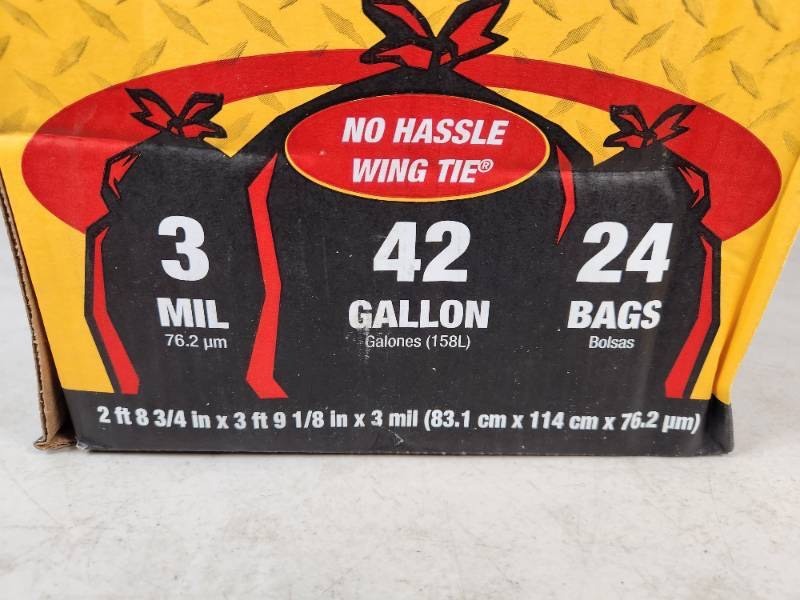 NO HASSLE
WING TIE®
3
MIL
76.2 µm
42
GALLON
Galones (158L)
24
BAGS
Bolsas
2 ft 8 3/4 in x 3 ft 9 1/8 in x 3 mil (83.1 cm x 114 cm x 76.2 µm)